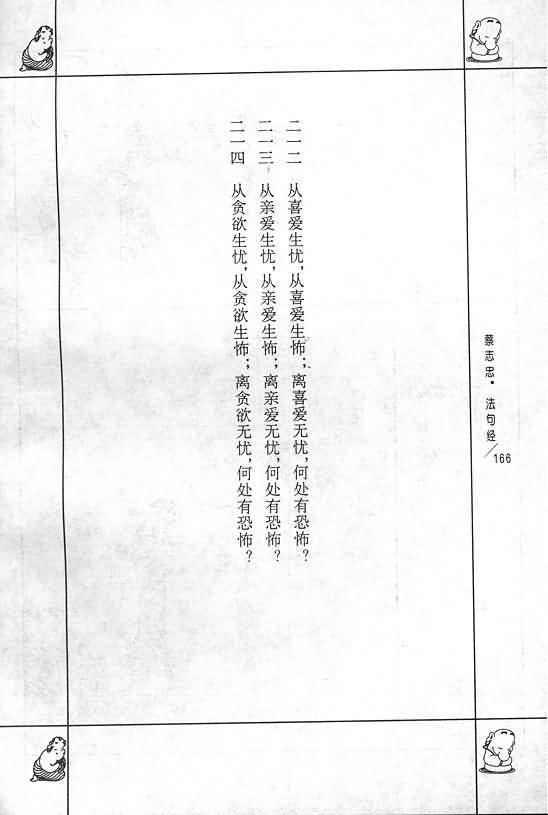 二一二 从喜爱生忧，从喜爱生怖；离喜爱无忧，何处有恐怖？
二一三 从亲爱生忧，从亲爱生怖；离亲爱无忧，何处有恐怖？
二一四 从贪欲生忧，从贪欲生怖；离贪欲无忧，何处有恐怖？
蔡志忠·法句经/166